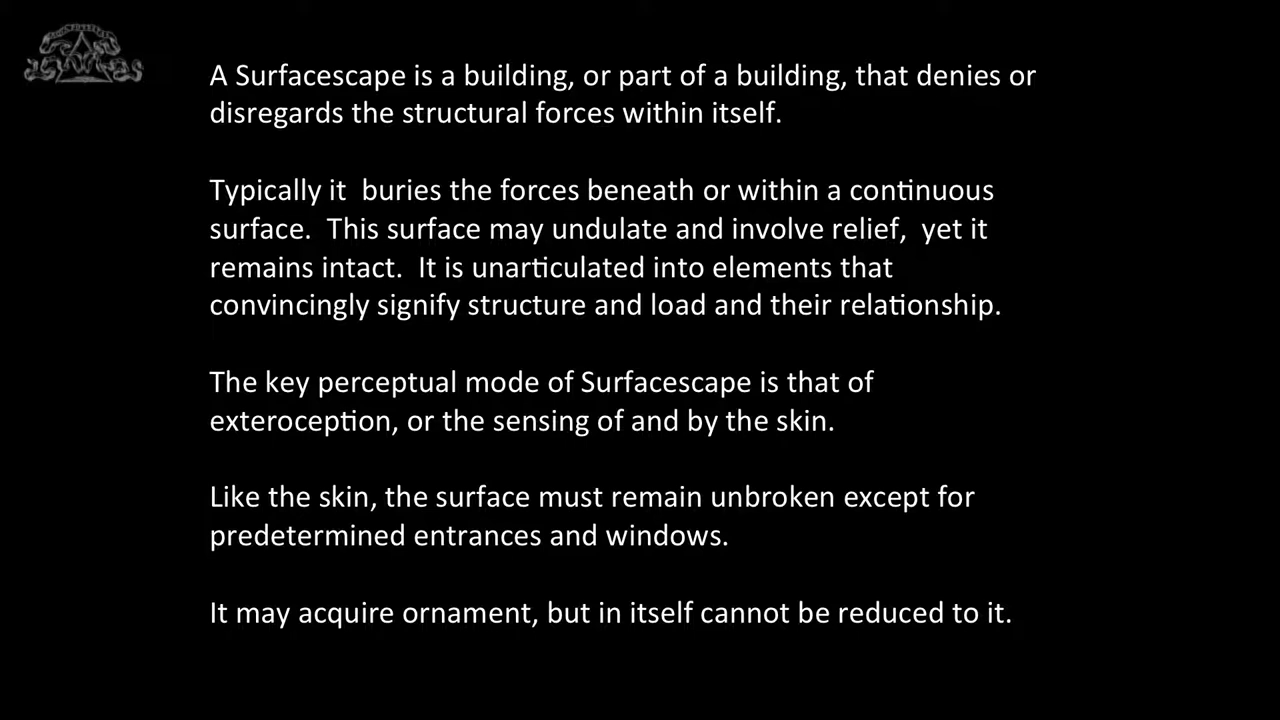 A Surfacescape is a building, or part of a building, that denies or
disregards the structural forces within itself.
Typically it  buries the forces beneath or within a continuous
surface.  This surface may undulate and involve relief,  yet it
remains intact.  It is unarticulated into elements that
convincingly signify structure and load and their relationship.
The key perceptual mode of Surfacescape is that of
exteroception, or the sensing of and by the skin.
Like the skin, the surface must remain unbroken except for
predetermined entrances and windows.
It may acquire ornament, but in itself cannot be reduced to it.